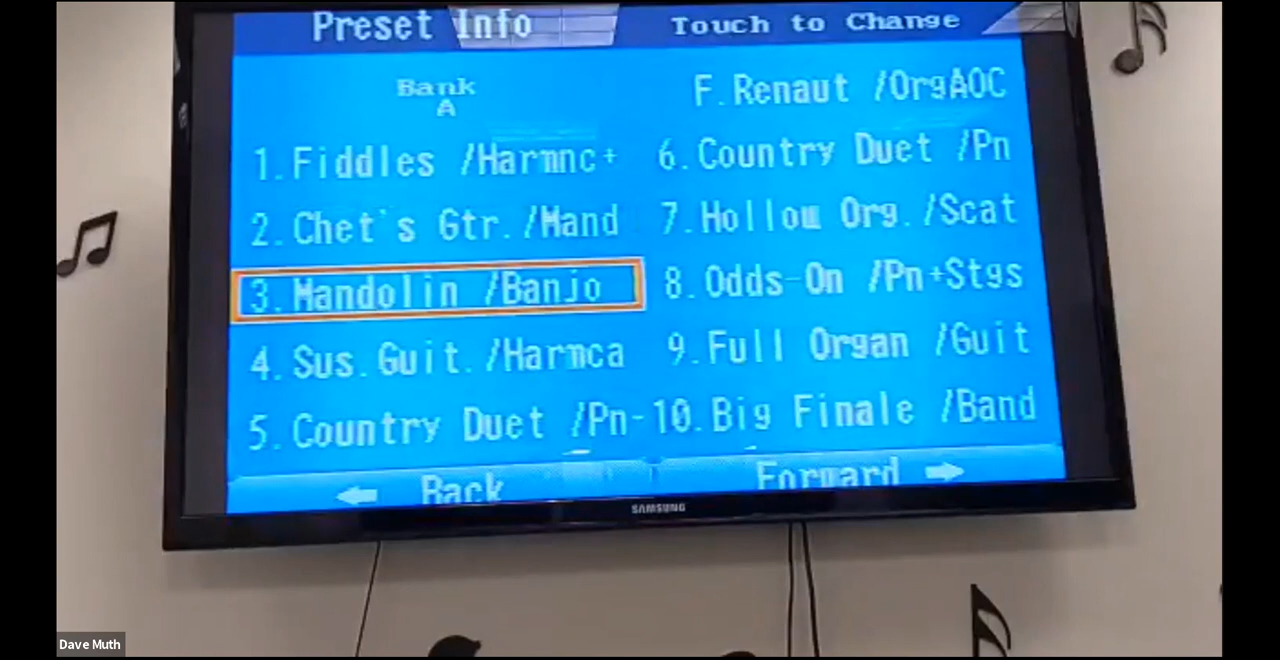 Preset Info
Touch to Change
Bank
A
F.Renaut /OrgAOC
1.Fiddles /Harmnc+
6.Country Duet /Pn
2.Chet's Gtr./Mand
7.Hollow Org./Scat
3.Mandolin /Banjo
8.Odds-On /Pn+Stgs
4.Sus.Guit./Harmca
9.Full Organ /Guit
5.Country Duet /Pn-
10.Big Finale /Band
Back
Forward
SAMSUNG
Dave Muth